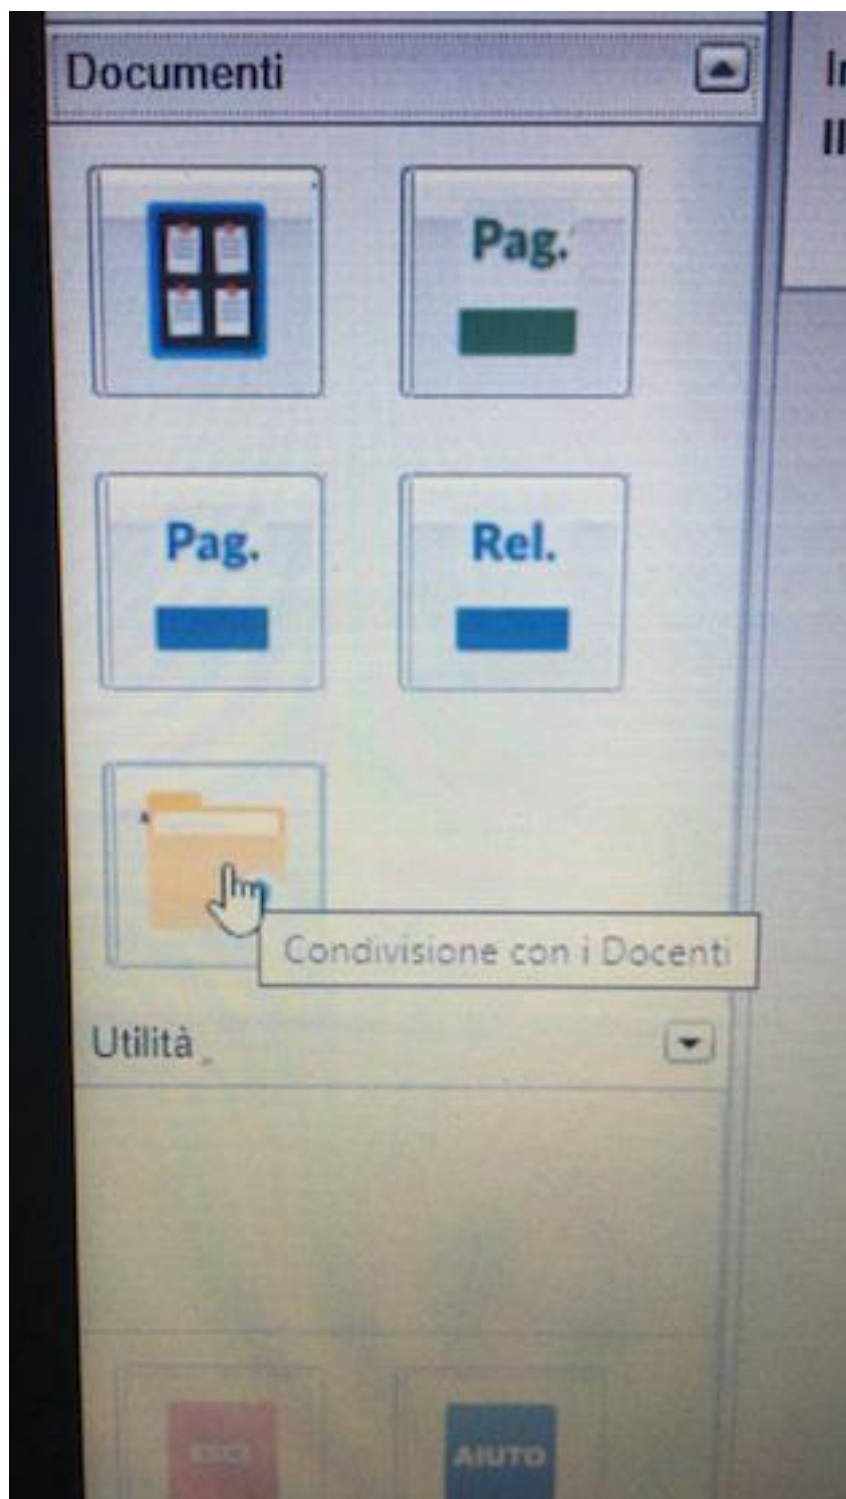 Documenti
Pag.
Pag.
Rel.
Condivisione con i Docenti
Utilità
ESCI
AIUTO